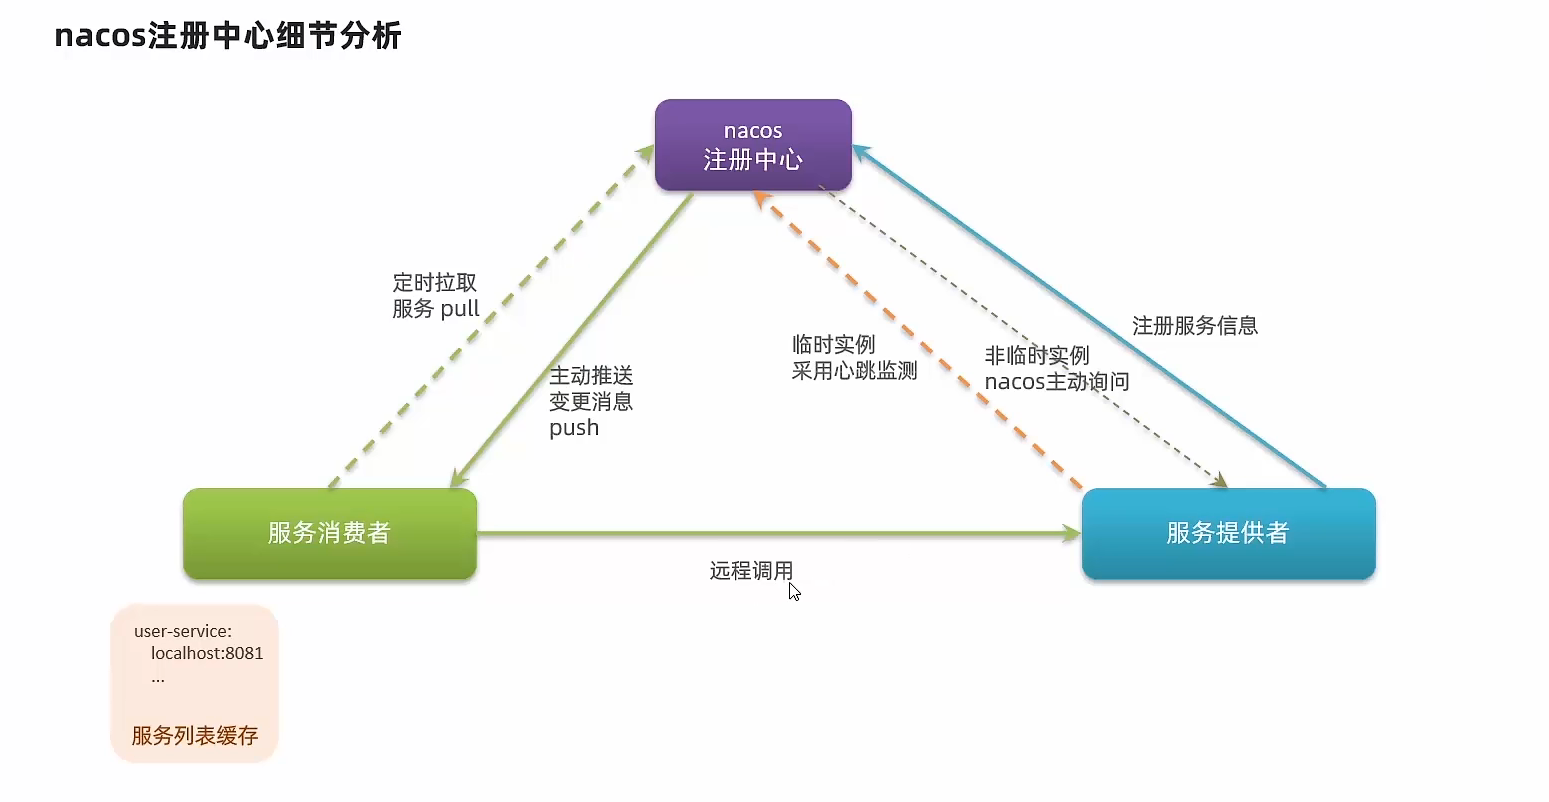 nacos注册中心细节分析
nacos
注册中心
定时拉取
服务 pull
主动推送
变更消息
push
临时实例
采用心跳监测
非临时实例
nacos主动询问
注册服务信息
服务消费者
服务提供者
远程调用
user-service:
localhost:8081
...
服务列表缓存